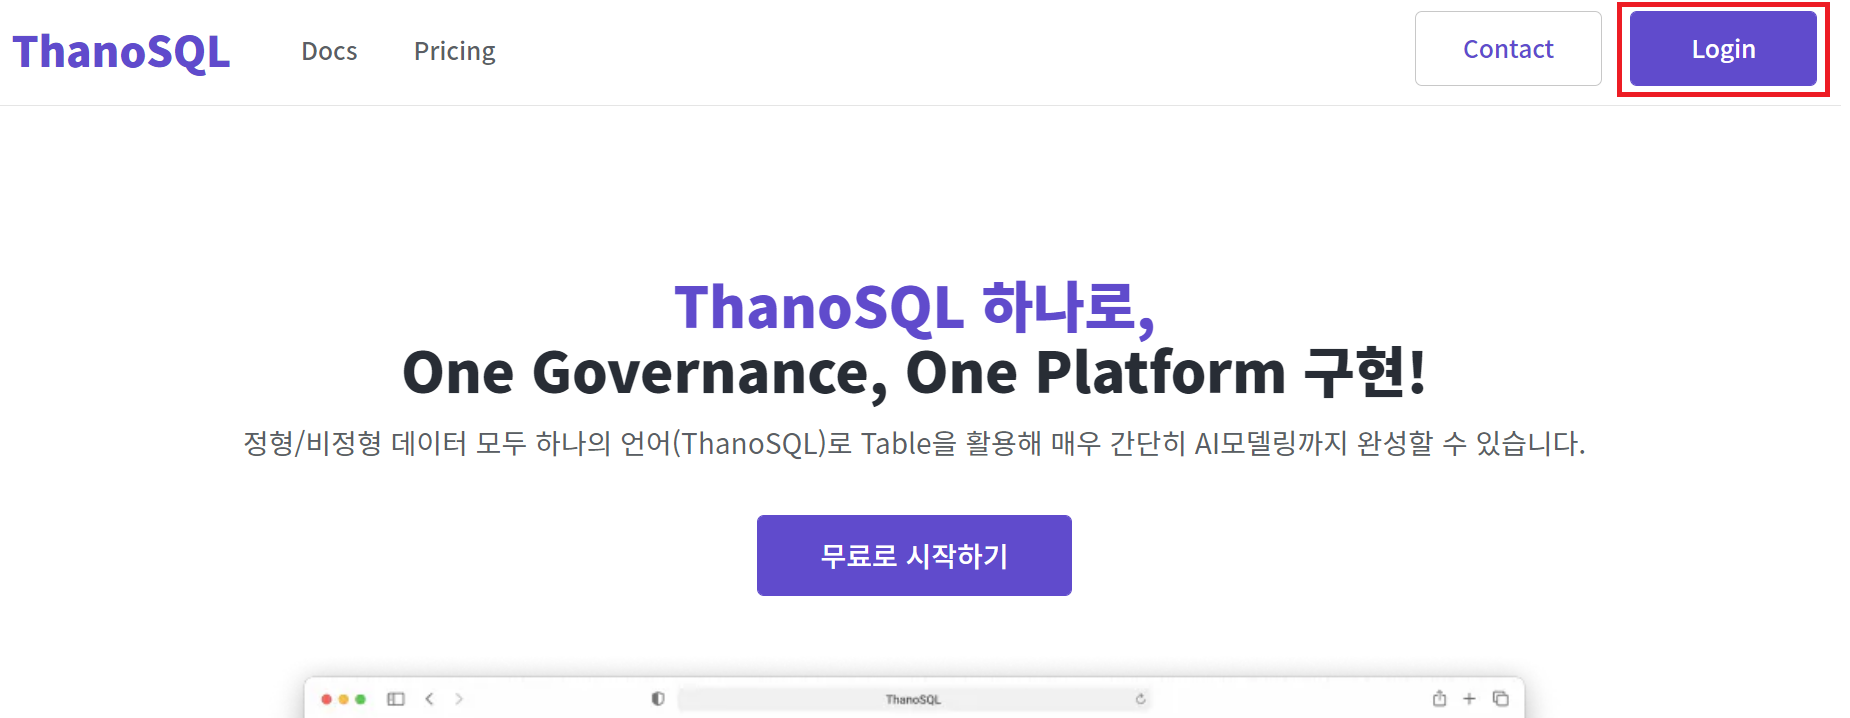 ThanoSQL Docs Pricing Contact Login
ThanoSQL 하나로,
One Governance, One Platform 구현!
정형/비정형 데이터 모두 하나의 언어(ThanoSQL)로 Table을 활용해 매우 간단히 AI모델링까지 완성할 수 있습니다.
무료로 시작하기
ThanoSQL